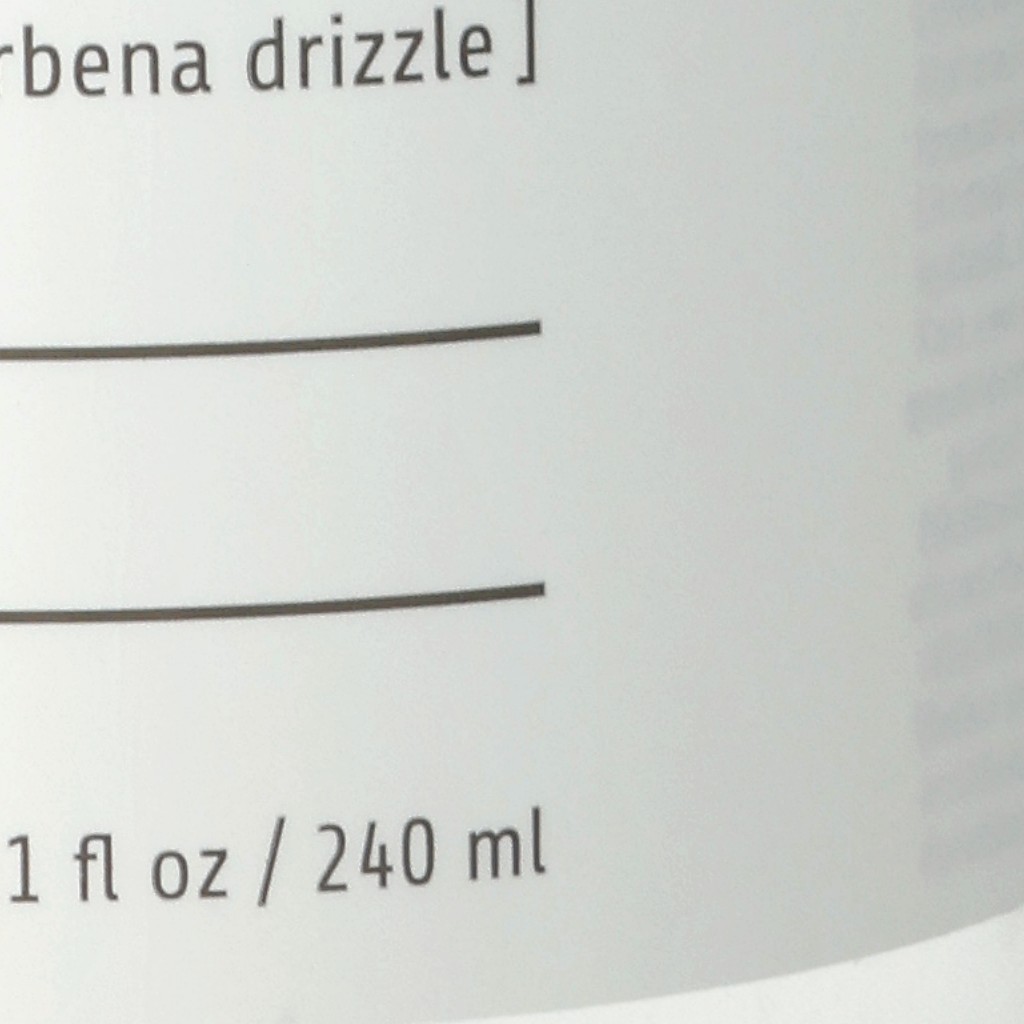 rbena drizzle ]
1 fl oz / 240 ml